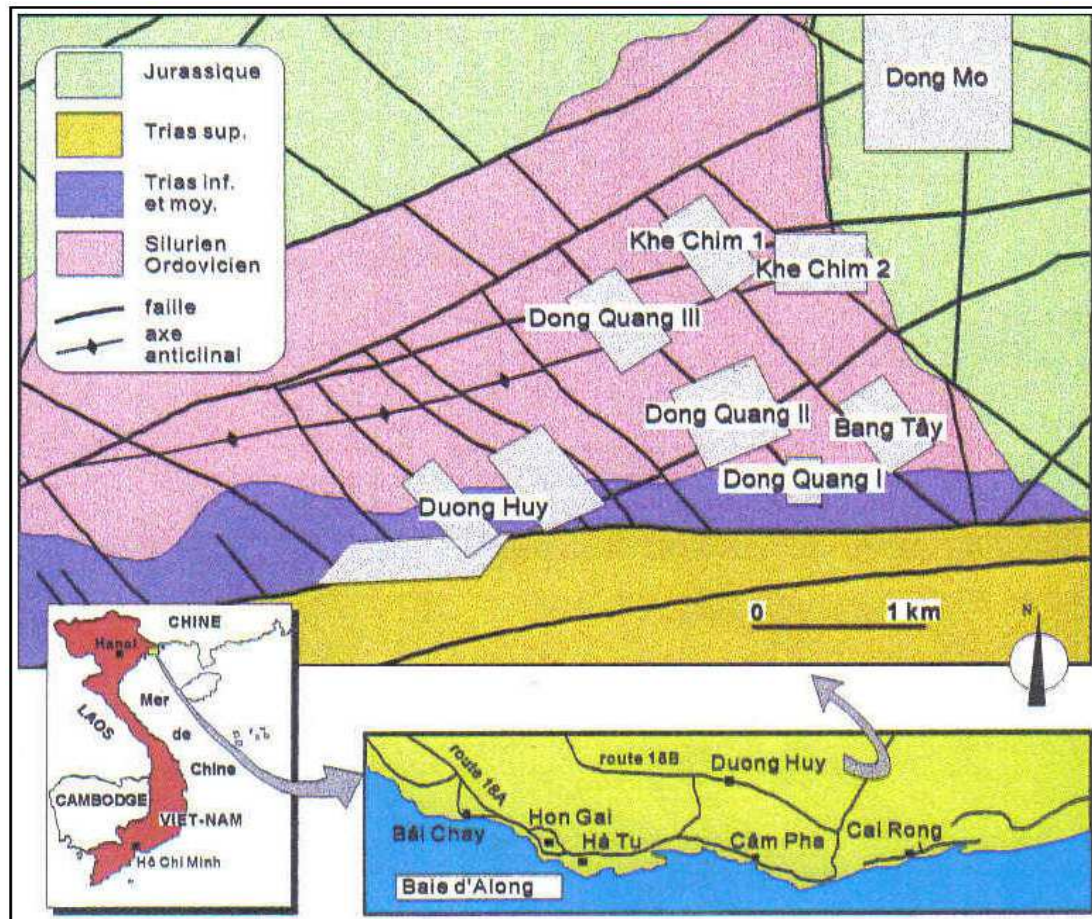 Jurassique
Trias sup.
Trias inf.
et moy.
Silurien
Ordovicien
faille
axe
anticlinal
Dong Mo
Khe Chim 1
Khe Chim 2
Dong Quang III
Dong Quang II
Bang Tây
Dong Quang I
Duong Huy
0 1 km
N
CHINE
Hanoï
Mer
de
Chine
LAOS
CAMBODGE
VIET-NAM
Hô Chi Minh
route 18A
route 18B
Duong Huy
Bâi Chay
Hon Gai
Hà Tu
Câm Pha
Cai Rong
Baie d'Along